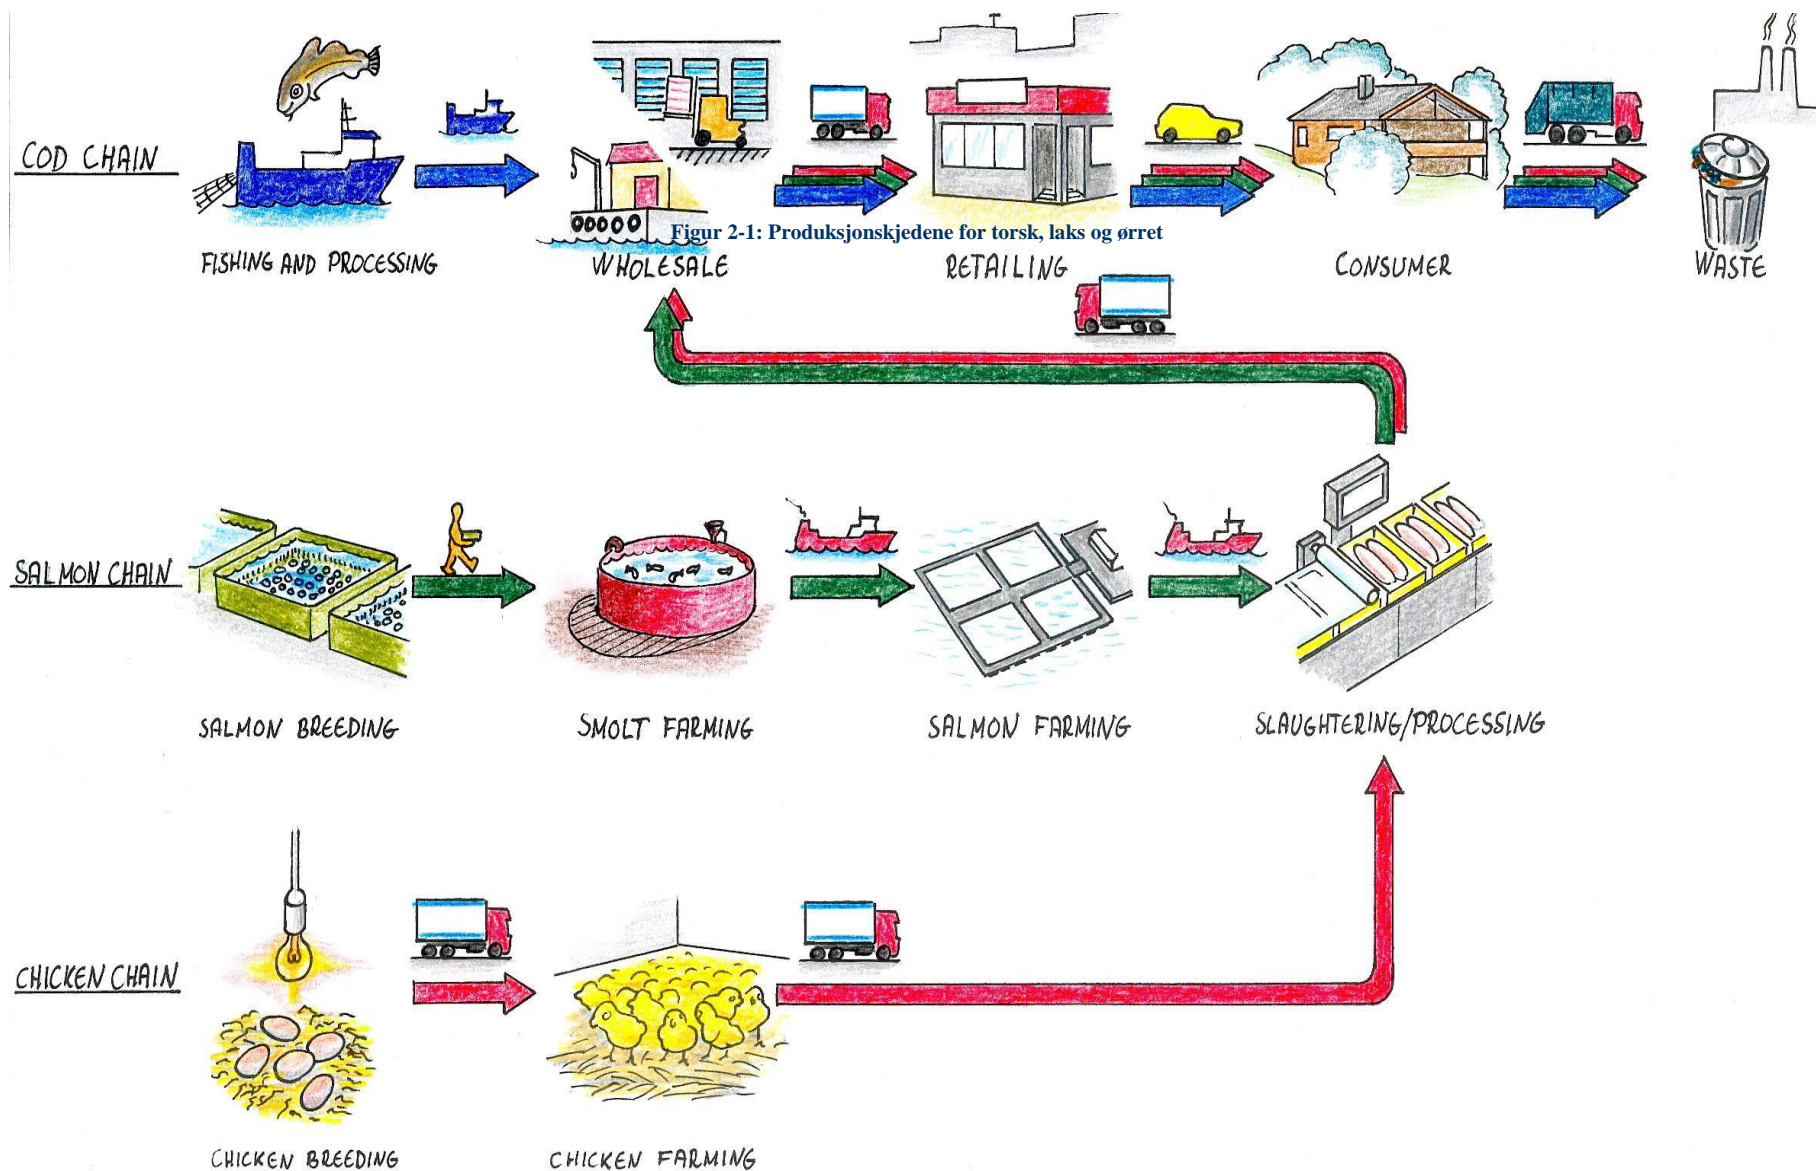 COD CHAIN
FISHING AND PROCESSING
WHOLESALE
RETAILING
CONSUMER
WASTE
Figur 2-1: Produksjonskjedene for torsk, laks og ørret
SALMON CHAIN
SALMON BREEDING
SMOLT FARMING
SALMON FARMING
SLAUGHTERING/PROCESSING
CHICKEN CHAIN
CHICKEN BREEDING
CHICKEN FARMING